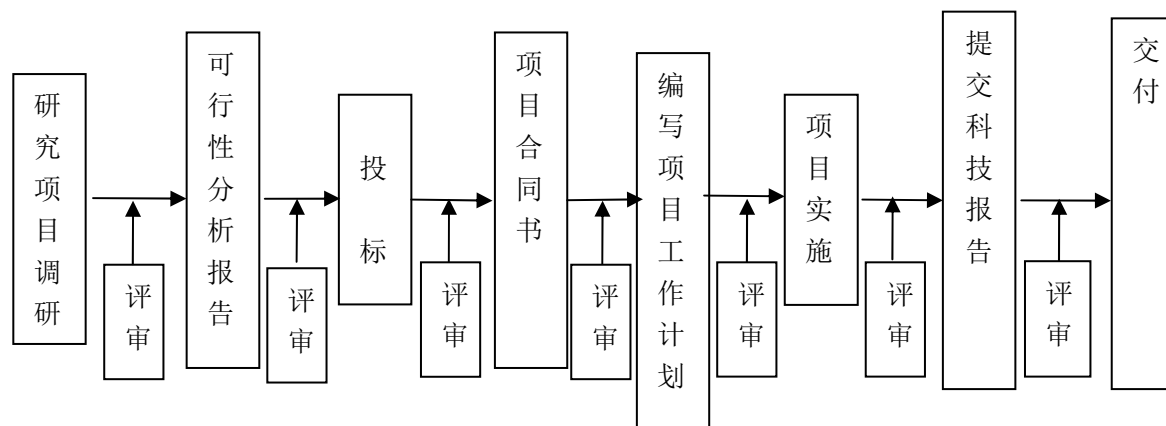 研究项目调研
评审
可行性分析报告
评审
投标
评审
项目合同书
评审
编写项目工作计划
评审
项目实施
评审
提交科技报告
评审
交付